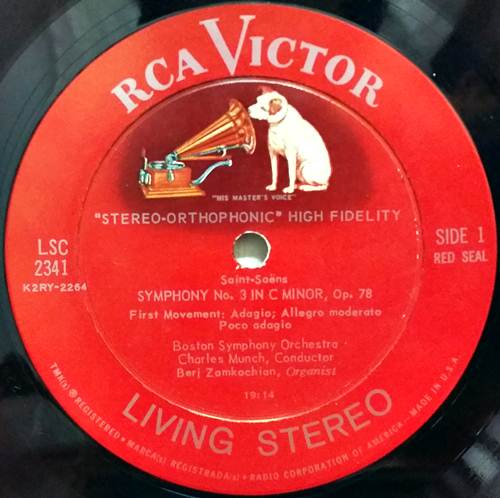 RCA VICTOR
"HIS MASTER'S VOICE"
"STEREO-ORTHOPHONIC" HIGH FIDELITY
LSC
2341
K2RY-2264
SIDE 1
RED SEAL
Saint-Saëns
SYMPHONY No. 3 IN C MINOR, Op. 78
First Movement: Adagio; Allegro moderato
Poco adagio
Boston Symphony Orchestra
Charles Munch, Conductor
Berj Zamkochian, Organist
19:14
LIVING STEREO
TMK(s) ® REGISTERED • MARCA(s) REGISTRADA(s) • RADIO CORPORATION OF AMERICA • MADE IN U.S.A.